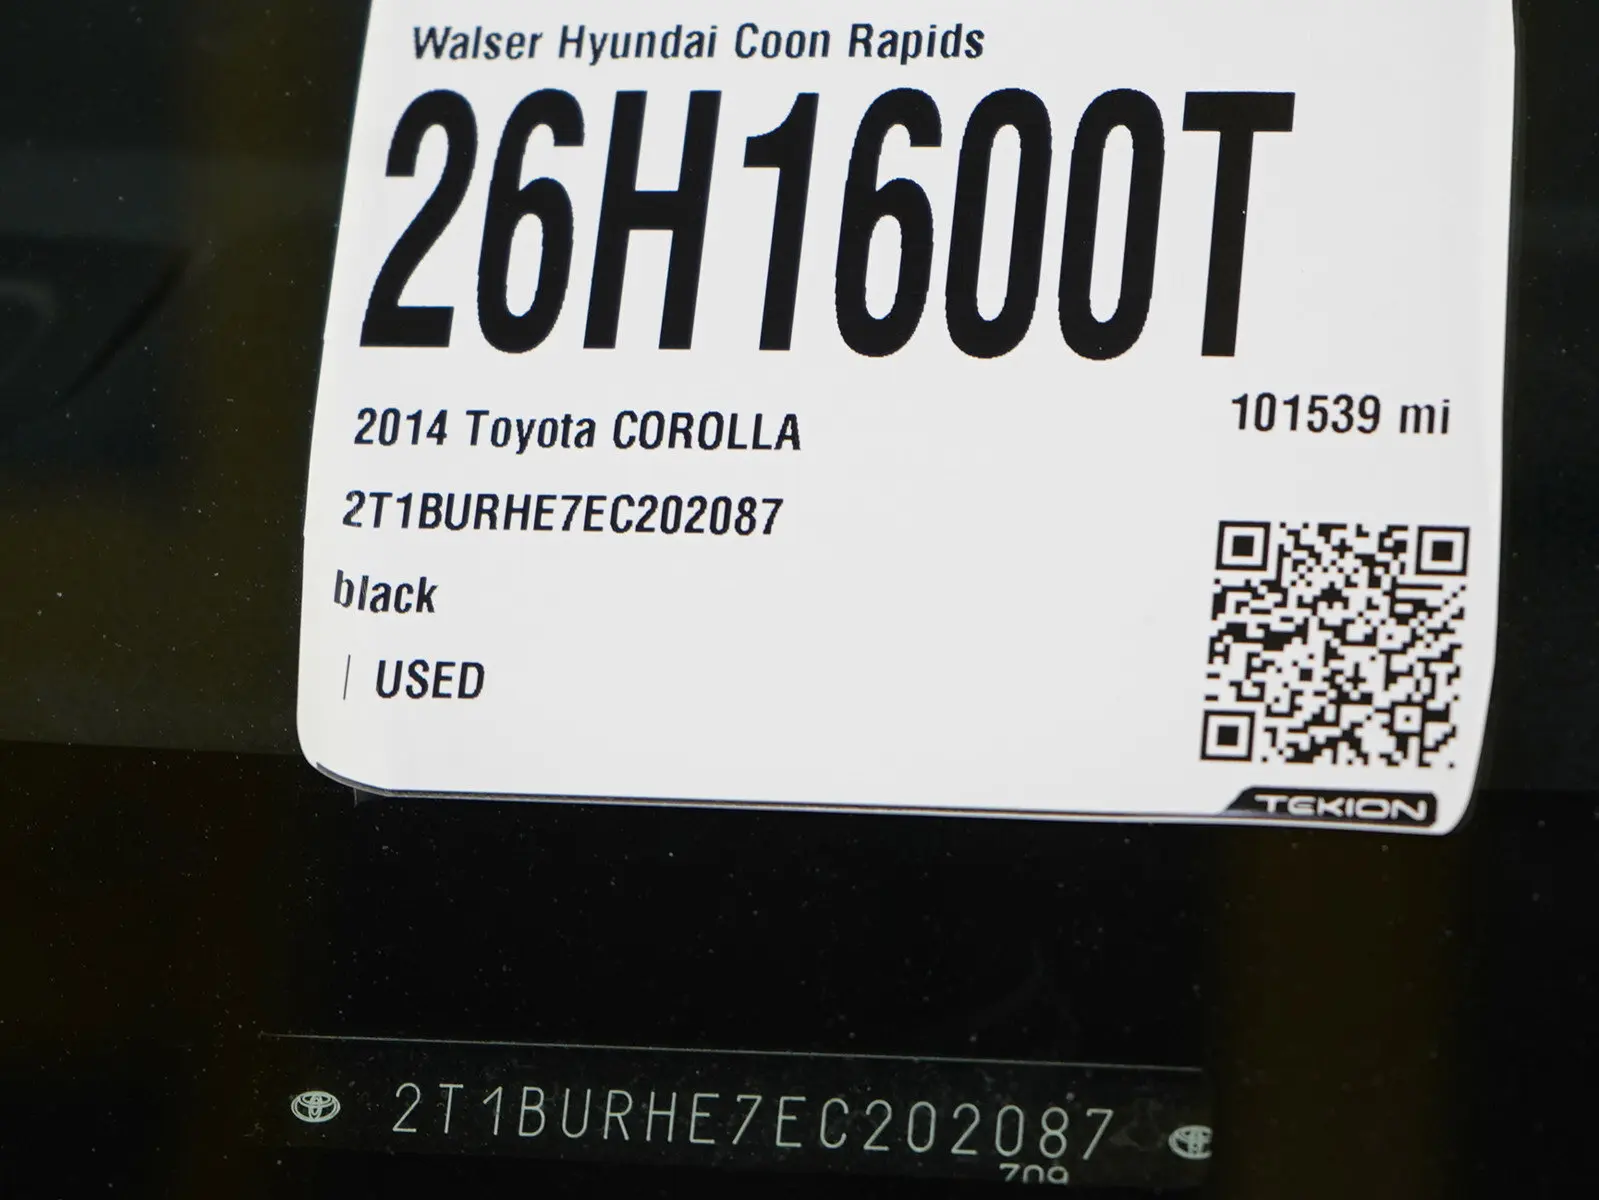 Walser Hyundai Coon Rapids
26H1600T
2014 Toyota COROLLA
101539 mi
2T1BURHE7EC202087
black
| USED
TEKION
2T1BURHE7EC202087